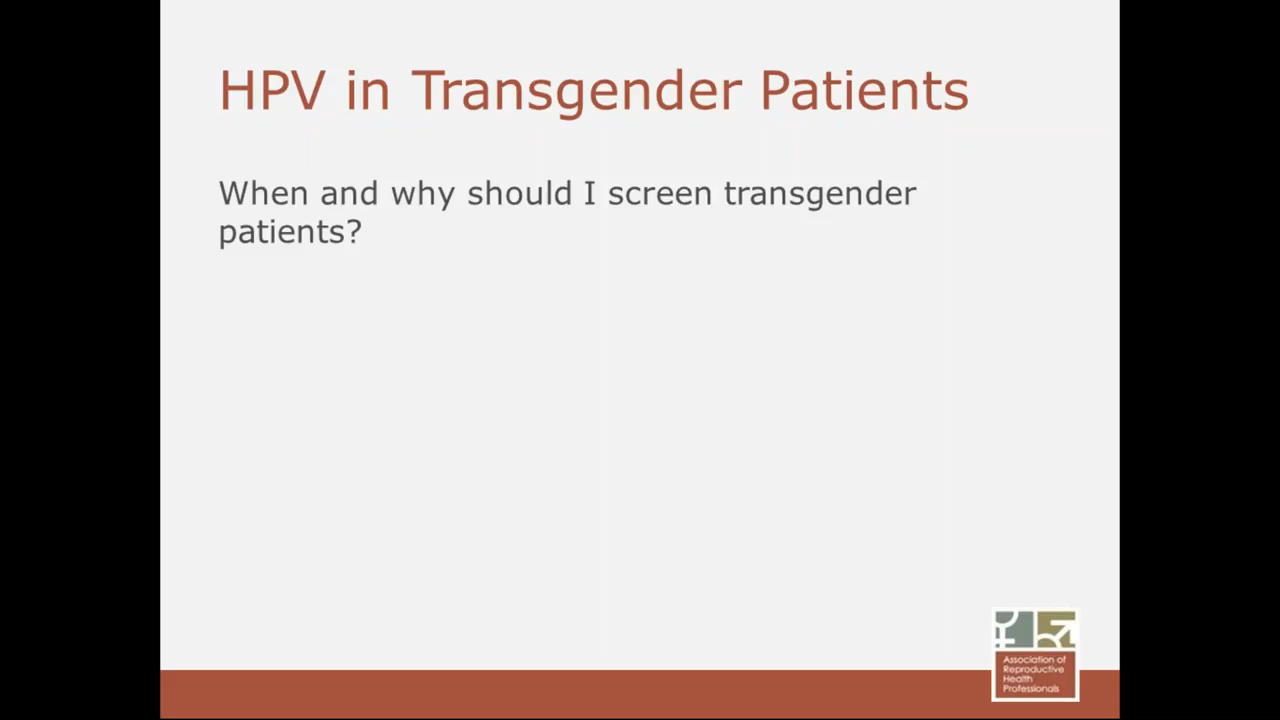 HPV in Transgender Patients
When and why should I screen transgender
patients?
Association of
Reproductive
Health
Professionals